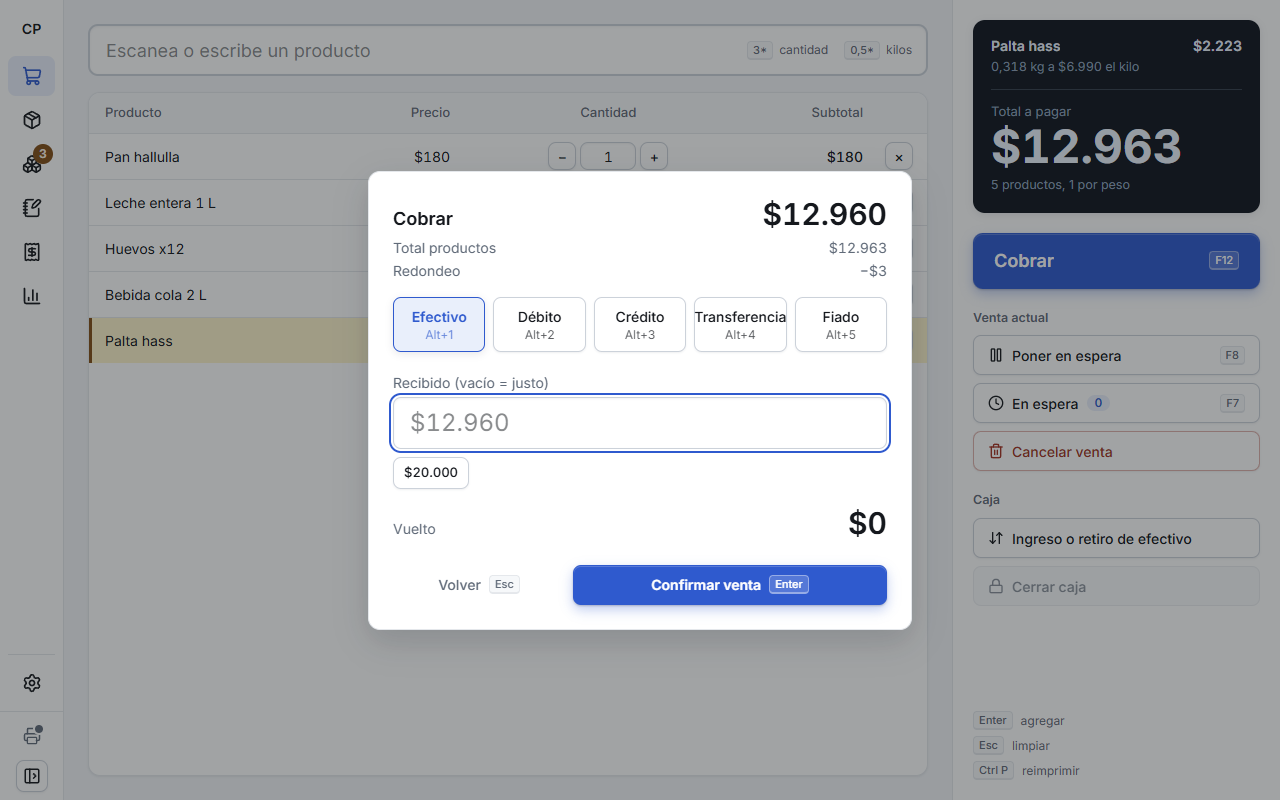 CP
3
Escanea o escribe un producto 3* cantidad 0,5* kilos
Producto Precio Cantidad Subtotal
Pan hallulla $180 − 1 + $180 ×
Leche entera 1 L
Huevos x12
Bebida cola 2 L
Palta hass
Cobrar $12.960
Total productos $12.963
Redondeo −$3
Efectivo Débito Crédito Transferencia Fiado
Alt+1 Alt+2 Alt+3 Alt+4 Alt+5
Recibido (vacío = justo)
$12.960
$20.000
Vuelto $0
Volver Esc Confirmar venta Enter
Palta hass $2.223
0,318 kg a $6.990 el kilo
Total a pagar
$12.963
5 productos, 1 por peso
Cobrar F12
Venta actual
Poner en espera F8
En espera 0 F7
Cancelar venta
Caja
Ingreso o retiro de efectivo
Cerrar caja
Enter agregar
Esc limpiar
Ctrl P reimprimir